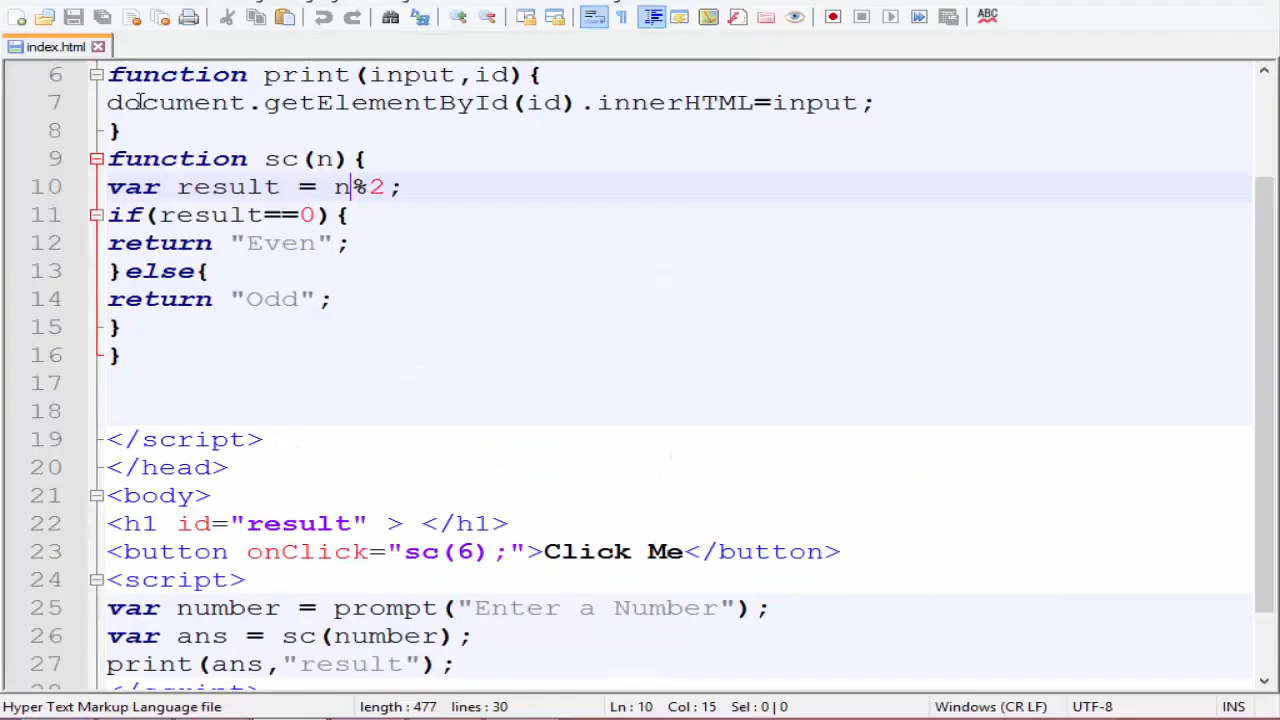 ABC
index.html
6 function print(input,id){
7 document.getElementById(id).innerHTML=input;
8 }
9 function sc(n){
10 var result = n%2;
11 if(result==0){
12 return "Even";
13 }else{
14 return "Odd";
15 }
16 }
17
18
19 </script>
20 </head>
21 <body>
22 <h1 id="result" > </h1>
23 <button onClick="sc(6);">Click Me</button>
24 <script>
25 var number = prompt("Enter a Number");
26 var ans = sc(number);
27 print(ans,"result");
28 </script>
Hyper Text Markup Language file length : 477 lines : 30 Ln : 10 Col : 15 Sel : 0 | 0 Windows (CR LF) UTF-8 INS